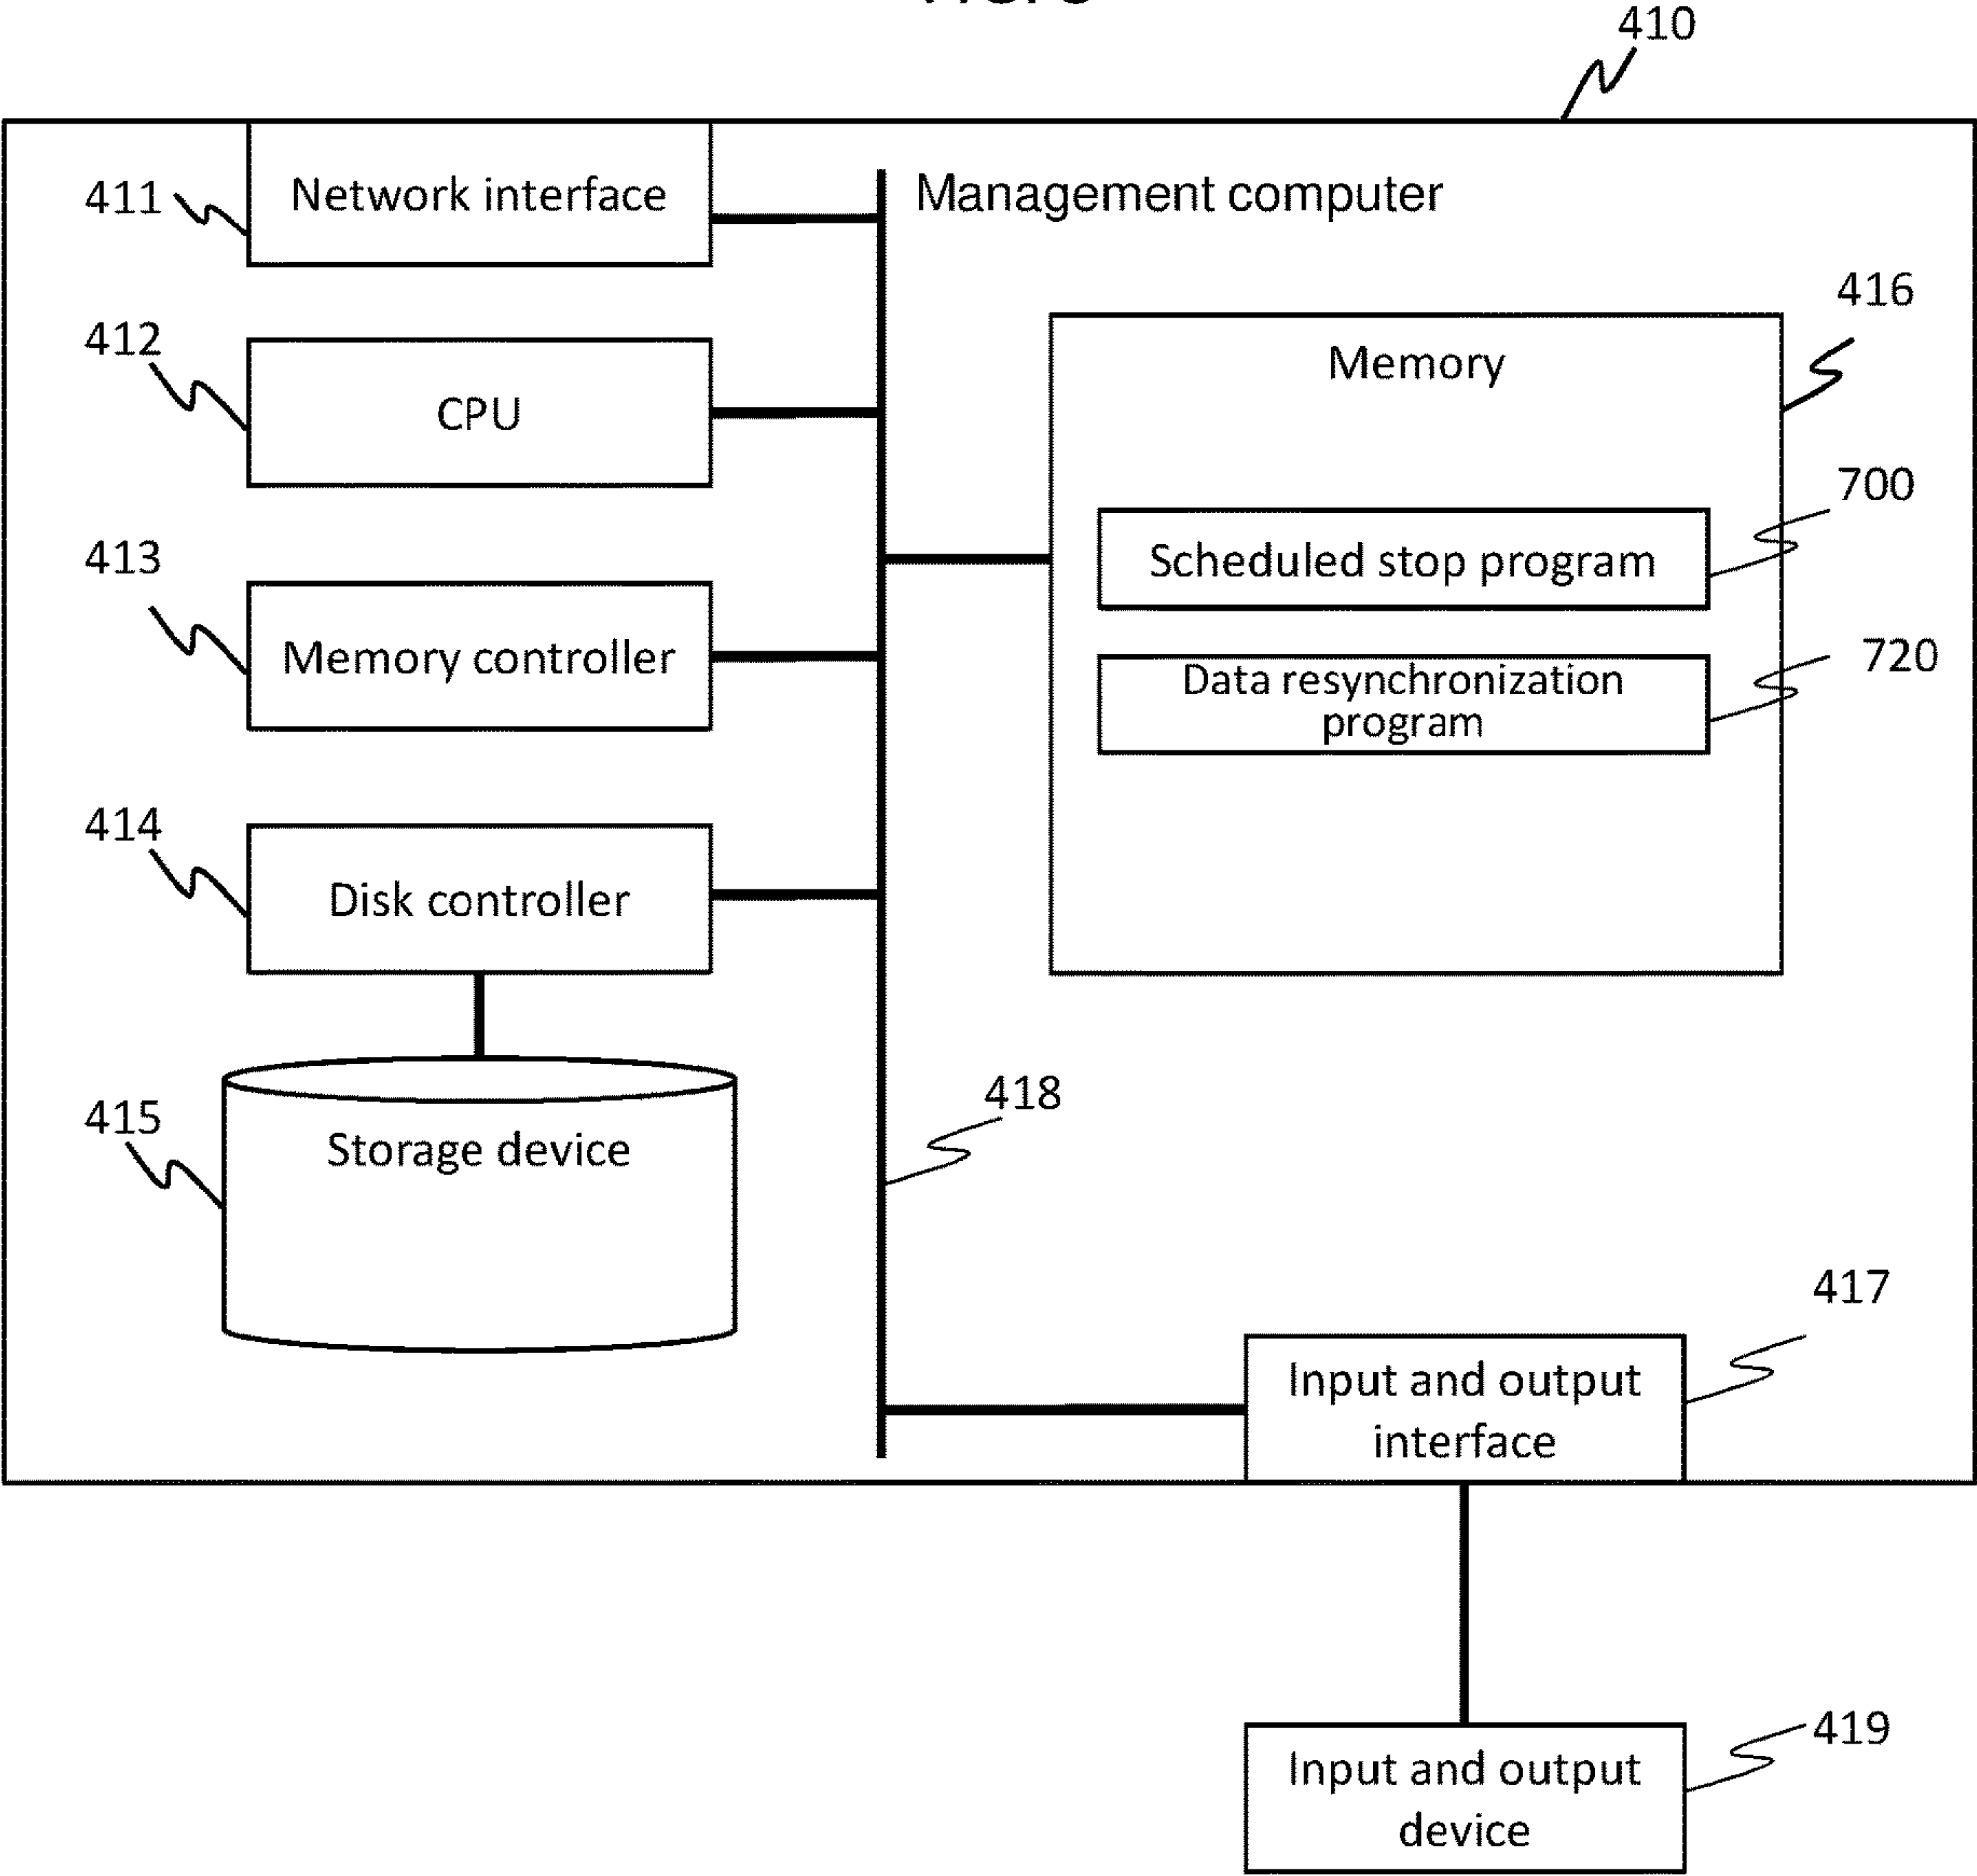 410
411
Network interface
Management computer
416
412
CPU
Memory
700
Scheduled stop program
413
Memory controller
720
Data resynchronization
program
414
Disk controller
418
415
Storage device
417
Input and output
interface
419
Input and output
device